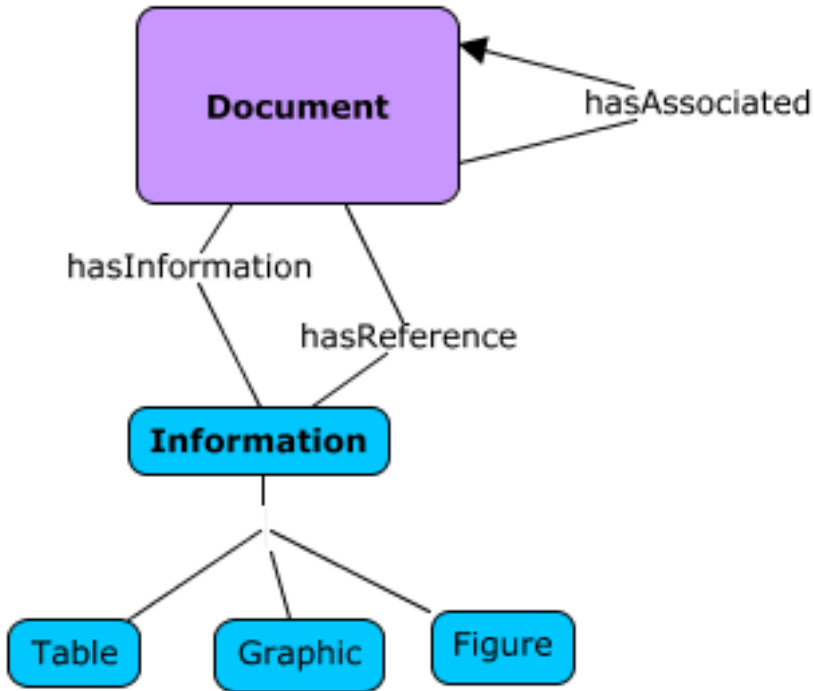 Document
hasAssociated
hasInformation
hasReference
Information
Table
Graphic
Figure